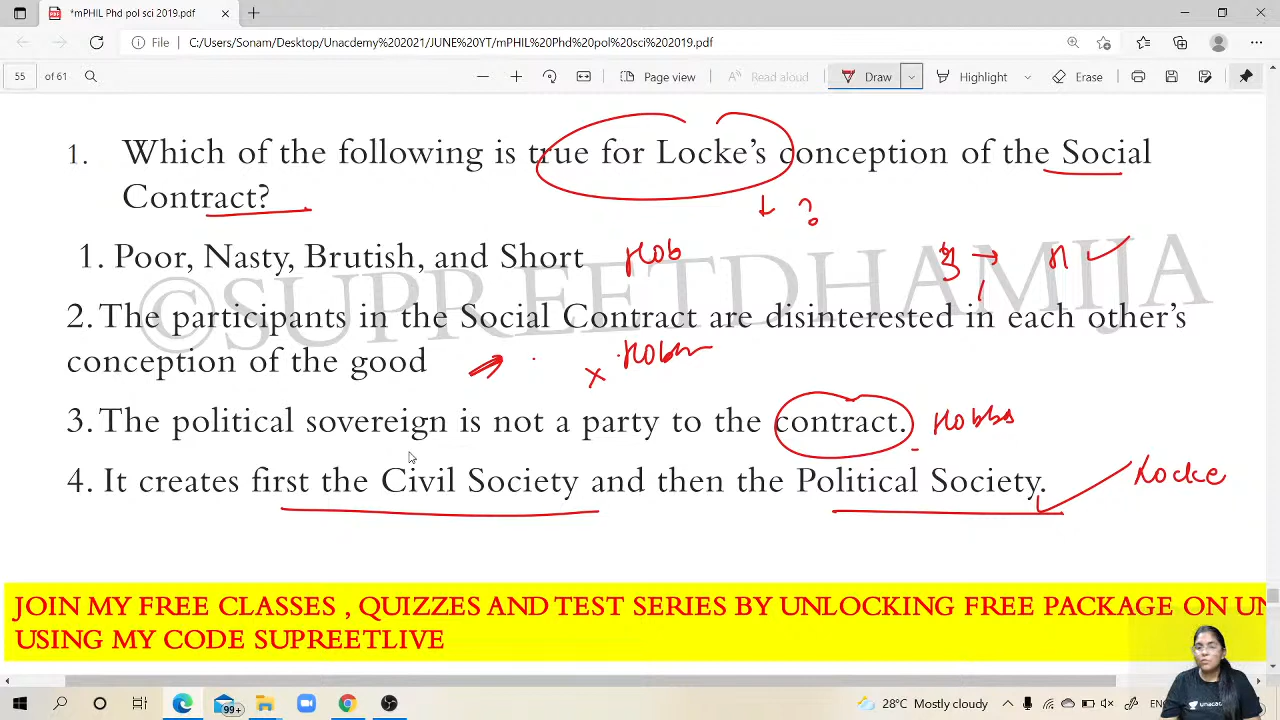 *mPHIL Phd pol sci 2019.pdf
File
C:/Users/Sonam/Desktop/Unacdemy%202021/JUNE%20YT/mPHIL%20Phd%20pol%20sci%202019.pdf
55 of 61
Page view
Read aloud
Draw
Highlight
Erase
1. Which of the following is true for Locke's conception of the Social
Contract?
?
1. Poor, Nasty, Brutish, and Short Hob
©SUPREETDHAMIJA
2. The participants in the Social Contract are disinterested in each other's
conception of the good
3. The political sovereign is not a party to the contract. Hobbs
4. It creates first the Civil Society and then the Political Society. Locke
JOIN MY FREE CLASSES , QUIZZES AND TEST SERIES BY UNLOCKING FREE PACKAGE ON UN
USING MY CODE SUPREETLIVE
99+
28°C Mostly cloudy